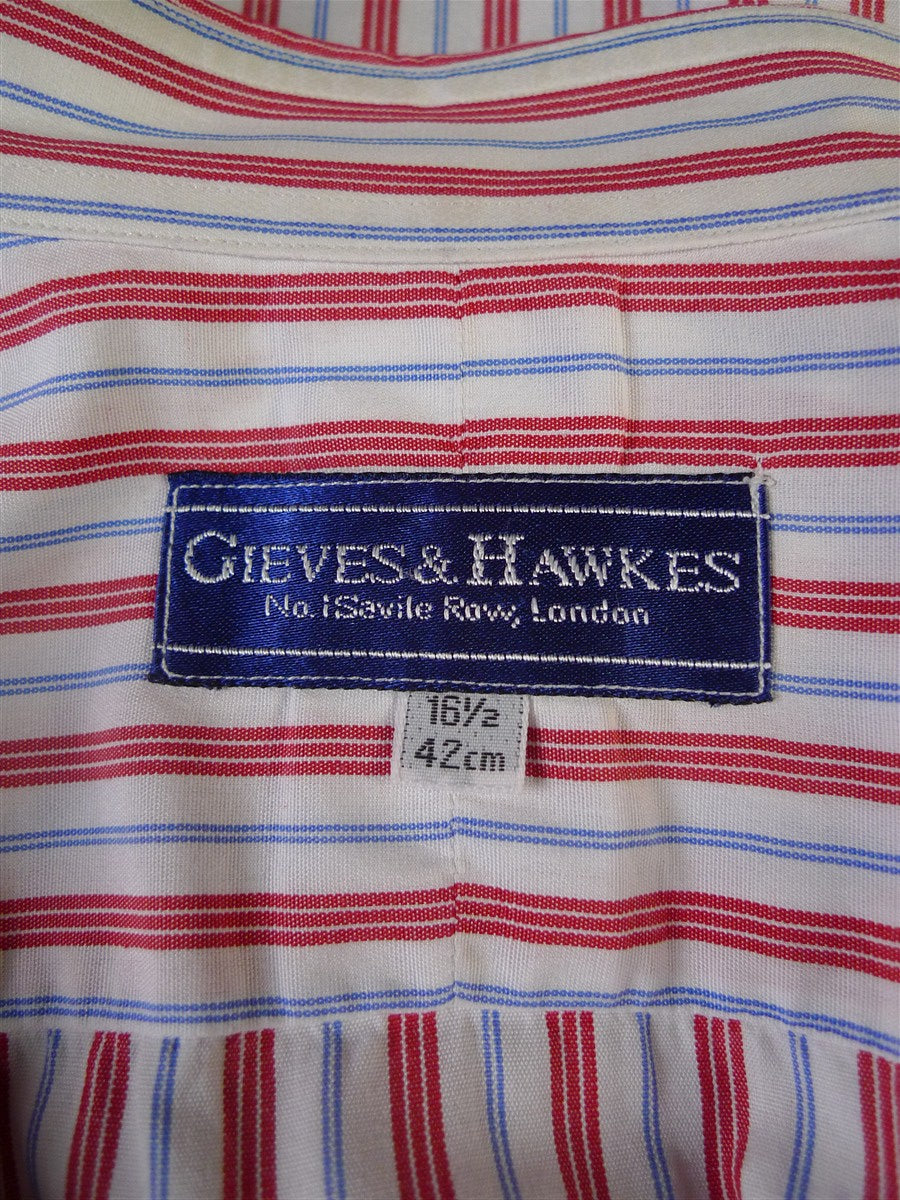 GIEVES & HAWKES
No.1 Savile Row, London
16½
42cm